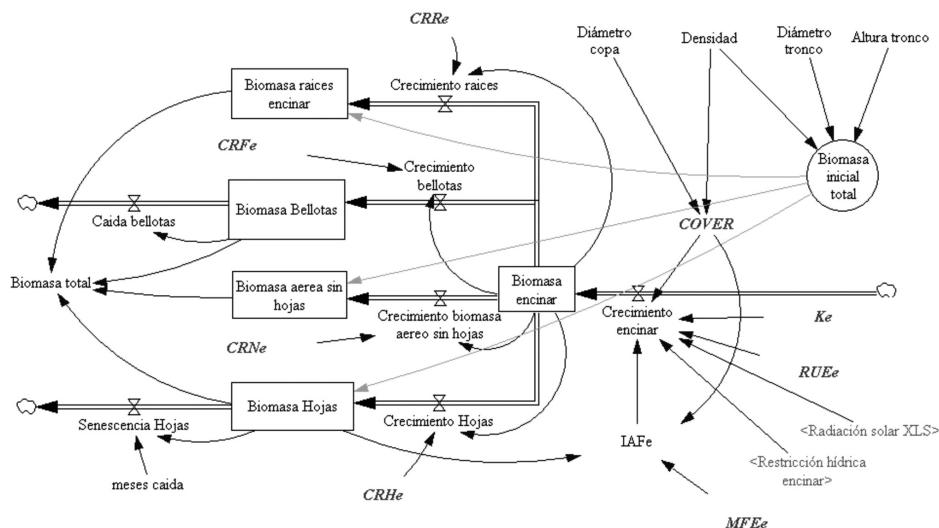 CRRe
Diámetro
copa
Densidad
Diámetro
tronco
Altura tronco
Biomasa raices
encinar
Crecimiento raices
CRFe
Crecimiento
bellotas
Biomasa
inicial
total
Biomasa Bellotas
Caida bellotas
COVER
Biomasa total
Biomasa aerea sin
hojas
Biomasa
encinar
Crecimiento biomasa
aereo sin hojas
Crecimiento
encinar
Ke
CRNe
RUEe
Biomasa Hojas
Senescencia Hojas
Crecimiento Hojas
<Radiación solar XLS>
IAFe
<Restricción hídrica
encinar>
meses caida
CRHe
MFEe